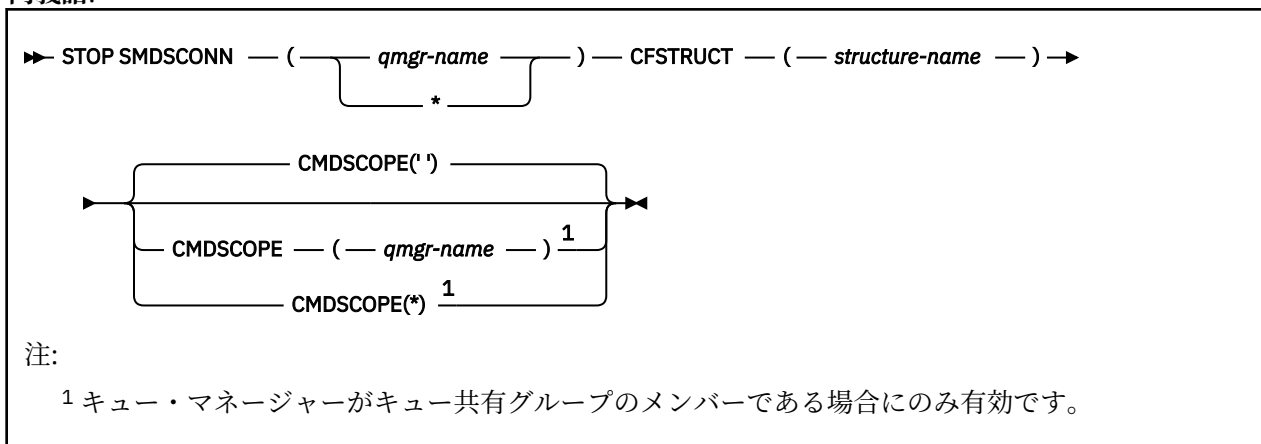 STOP SMDSCONN ( qmgr-name ) CFSTRUCT ( structure-name )
*
CMDSCOPE(' ')
CMDSCOPE ( qmgr-name ) 1
CMDSCOPE(*) 1
注:
1 キュー・マネージャーがキュー共有グループのメンバーである場合にのみ有効です。